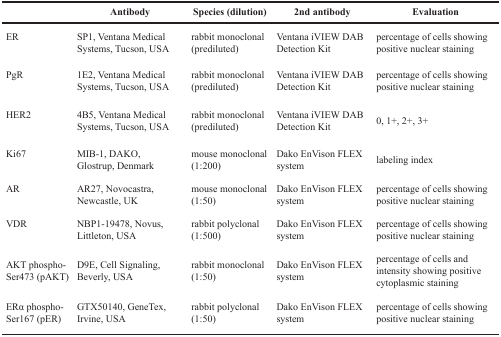 Antibody Species (dilution) 2nd antibody Evaluation
ER SP1, Ventana Medical rabbit monoclonal Ventana iVIEW DAB percentage of cells showing
Systems, Tucson, USA (prediluted) Detection Kit positive nuclear staining
PgR 1E2, Ventana Medical rabbit monoclonal Ventana iVIEW DAB percentage of cells showing
Systems, Tucson, USA (prediluted) Detection Kit positive nuclear staining
HER2 4B5, Ventana Medical rabbit monoclonal Ventana iVIEW DAB 0, 1+, 2+, 3+
Systems, Tucson, USA (prediluted) Detection Kit
Ki67 MIB-1, DAKO, mouse monoclonal Dako EnVison FLEX labeling index
Glostrup, Denmark (1:200) system
AR AR27, Novocastra, mouse monoclonal Dako EnVison FLEX percentage of cells showing
Newcastle, UK (1:50) system positive nuclear staining
VDR NBP1-19478, Novus, rabbit polyclonal Dako EnVison FLEX percentage of cells showing
Littleton, USA (1:500) system positive nuclear staining
AKT phospho- D9E, Cell Signaling, rabbit monoclonal Dako EnVison FLEX percentage of cells and
Ser473 (pAKT) Beverly, USA (1:50) system intensity showing positive
cytoplasmic staining
ERα phospho- GTX50140, GeneTex, rabbit polyclonal Dako EnVison FLEX percentage of cells showing
Ser167 (pER) Irvine, USA (1:50) system positive nuclear staining